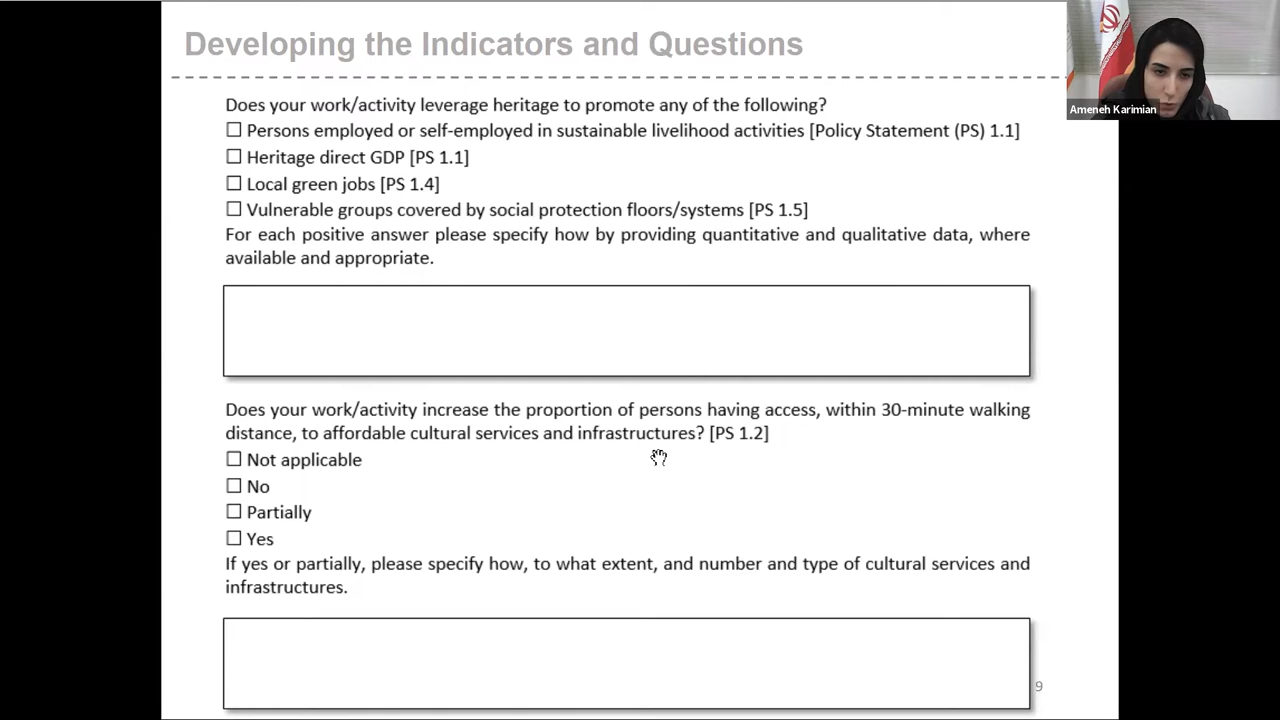 Developing the Indicators and Questions
Ameneh Karimian
Does your work/activity leverage heritage to promote any of the following?
☐ Persons employed or self-employed in sustainable livelihood activities [Policy Statement (PS) 1.1]
☐ Heritage direct GDP [PS 1.1]
☐ Local green jobs [PS 1.4]
☐ Vulnerable groups covered by social protection floors/systems [PS 1.5]
For each positive answer please specify how by providing quantitative and qualitative data, where
available and appropriate.
Does your work/activity increase the proportion of persons having access, within 30-minute walking
distance, to affordable cultural services and infrastructures? [PS 1.2]
☐ Not applicable
☐ No
☐ Partially
☐ Yes
If yes or partially, please specify how, to what extent, and number and type of cultural services and
infrastructures.
9